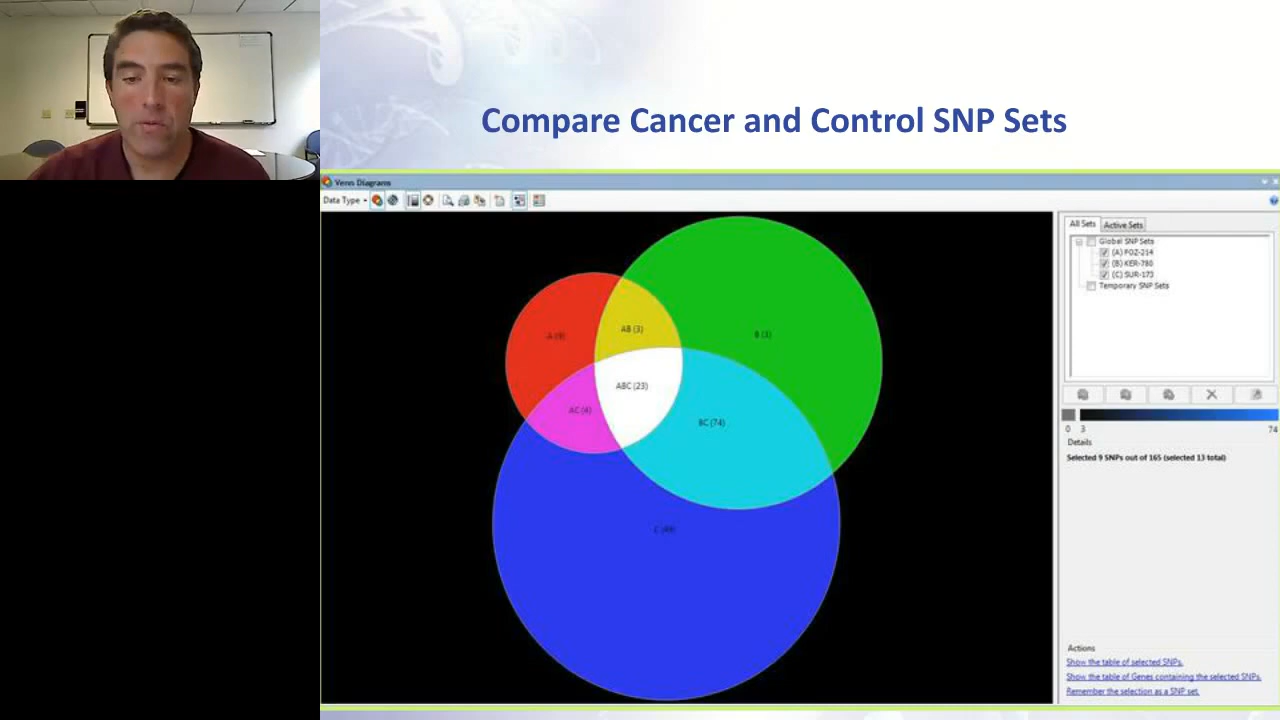 Compare Cancer and Control SNP Sets
Venn Diagrams
Data Type
All Sets
Active Sets
Global SNP Sets
(A) FOZ-214
(B) KER-780
(C) SUR-173
Temporary SNP Sets
A (9)
AB (3)
B (3)
ABC (23)
AC (4)
BC (74)
0 3 74
Details
Selected 9 SNPs out of 165 (selected 13 total)
Actions
Show the table of selected SNPs.
Show the table of Genes containing the selected SNPs.
Remember the selection as a SNP set.